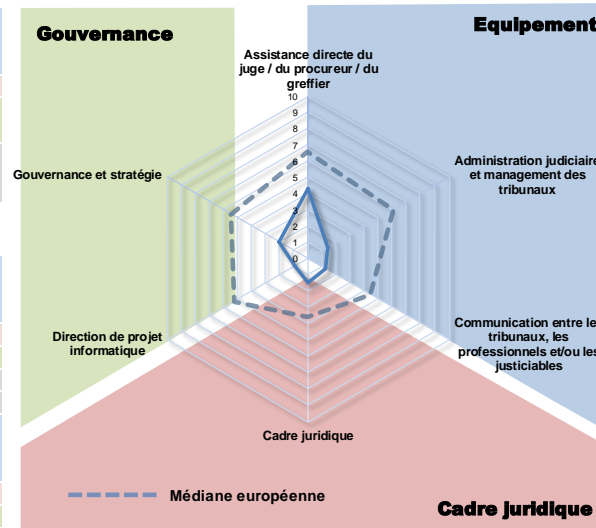 Gouvernance
Equipement
Assistance directe du
juge / du procureur / du
greffier
10
9
8
7
6
5
4
3
2
1
0
Gouvernance et stratégie
Administration judiciaire
et management des
tribunaux
Direction de projet
informatique
Communication entre les
tribunaux, les
professionnels et/ou les
justiciables
Cadre juridique
Médiane européenne
Cadre juridique